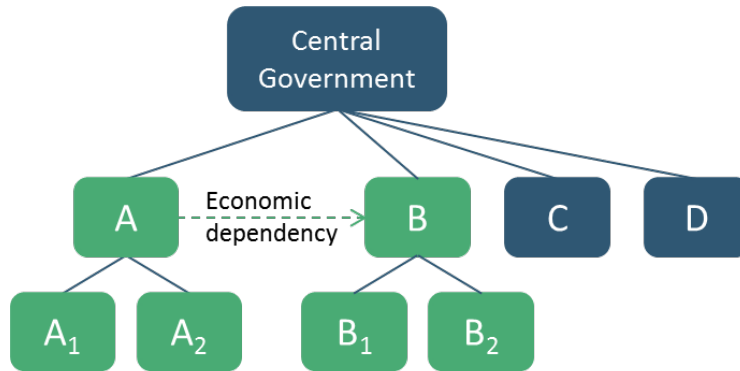 Central
Government
A
Economic
dependency
B
C
D
A₁
A₂
B₁
B₂